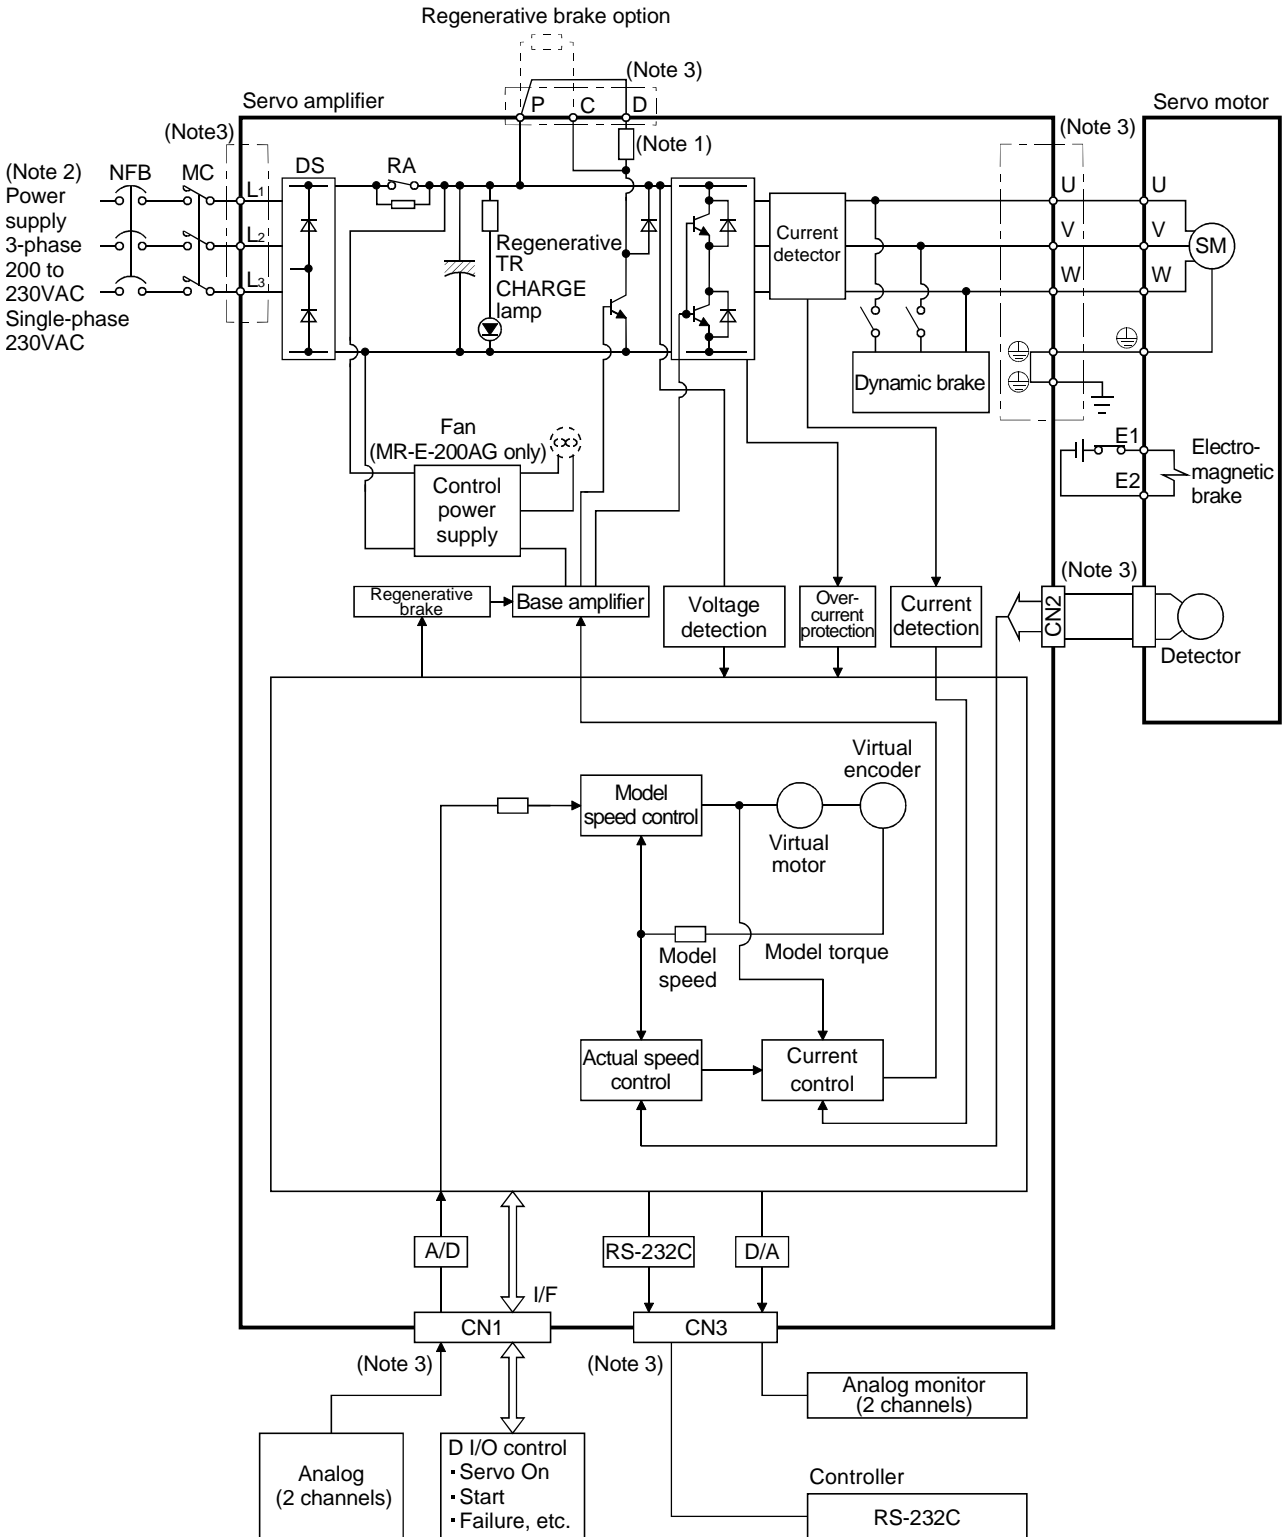 Regenerative brake option
(Note 3)
Servo amplifier
P
C
D
Servo motor
(Note3)
(Note 1)
(Note 3)
(Note 2)
NFB
MC
DS
RA
Power
supply
3-phase
200 to
230VAC
Single-phase
230VAC
L1
L2
L3
Regenerative
TR
CHARGE
lamp
Current
detector
U
V
W
U
V
W
SM
Dynamic brake
Fan
(MR-E-200AG only)
Control
power
supply
E1
E2
Electro-
magnetic
brake
Regenerative
brake
Base amplifier
Voltage
detection
Over-
current
protection
Current
detection
(Note 3)
CN2
Detector
Virtual
encoder
Model
speed control
Virtual
motor
Model
speed
Model torque
Actual speed
control
Current
control
A/D
RS-232C
D/A
I/F
CN1
CN3
(Note 3)
(Note 3)
Analog monitor
(2 channels)
Analog
(2 channels)
D I/O control
·Servo On
·Start
·Failure, etc.
Controller
RS-232C